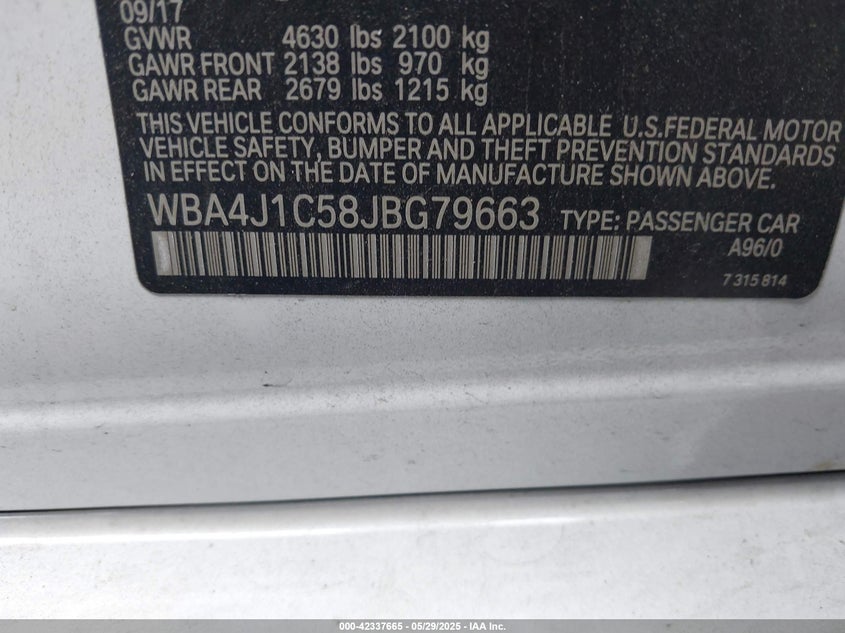 09/17
GVWR 4630 lbs 2100 kg
GAWR FRONT 2138 lbs 970 kg
GAWR REAR 2679 lbs 1215 kg
THIS VEHICLE CONFORMS TO ALL APPLICABLE U.S.FEDERAL MOTOR
VEHICLE SAFETY, BUMPER AND THEFT PREVENTION STANDARDS
IN EFFECT ON THE DATE OF MANUFACTURE SHOWN ABOVE.
WBA4J1C58JBG79663 TYPE: PASSENGER CAR
A96/0
7 315 814
000-42337665 - 05/29/2025 - IAA Inc.